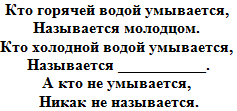 Кто горячей водой умывается,
Называется молодцом.
Кто холодной водой умывается,
Называется ___________.
А кто не умывается,
Никак не называется.